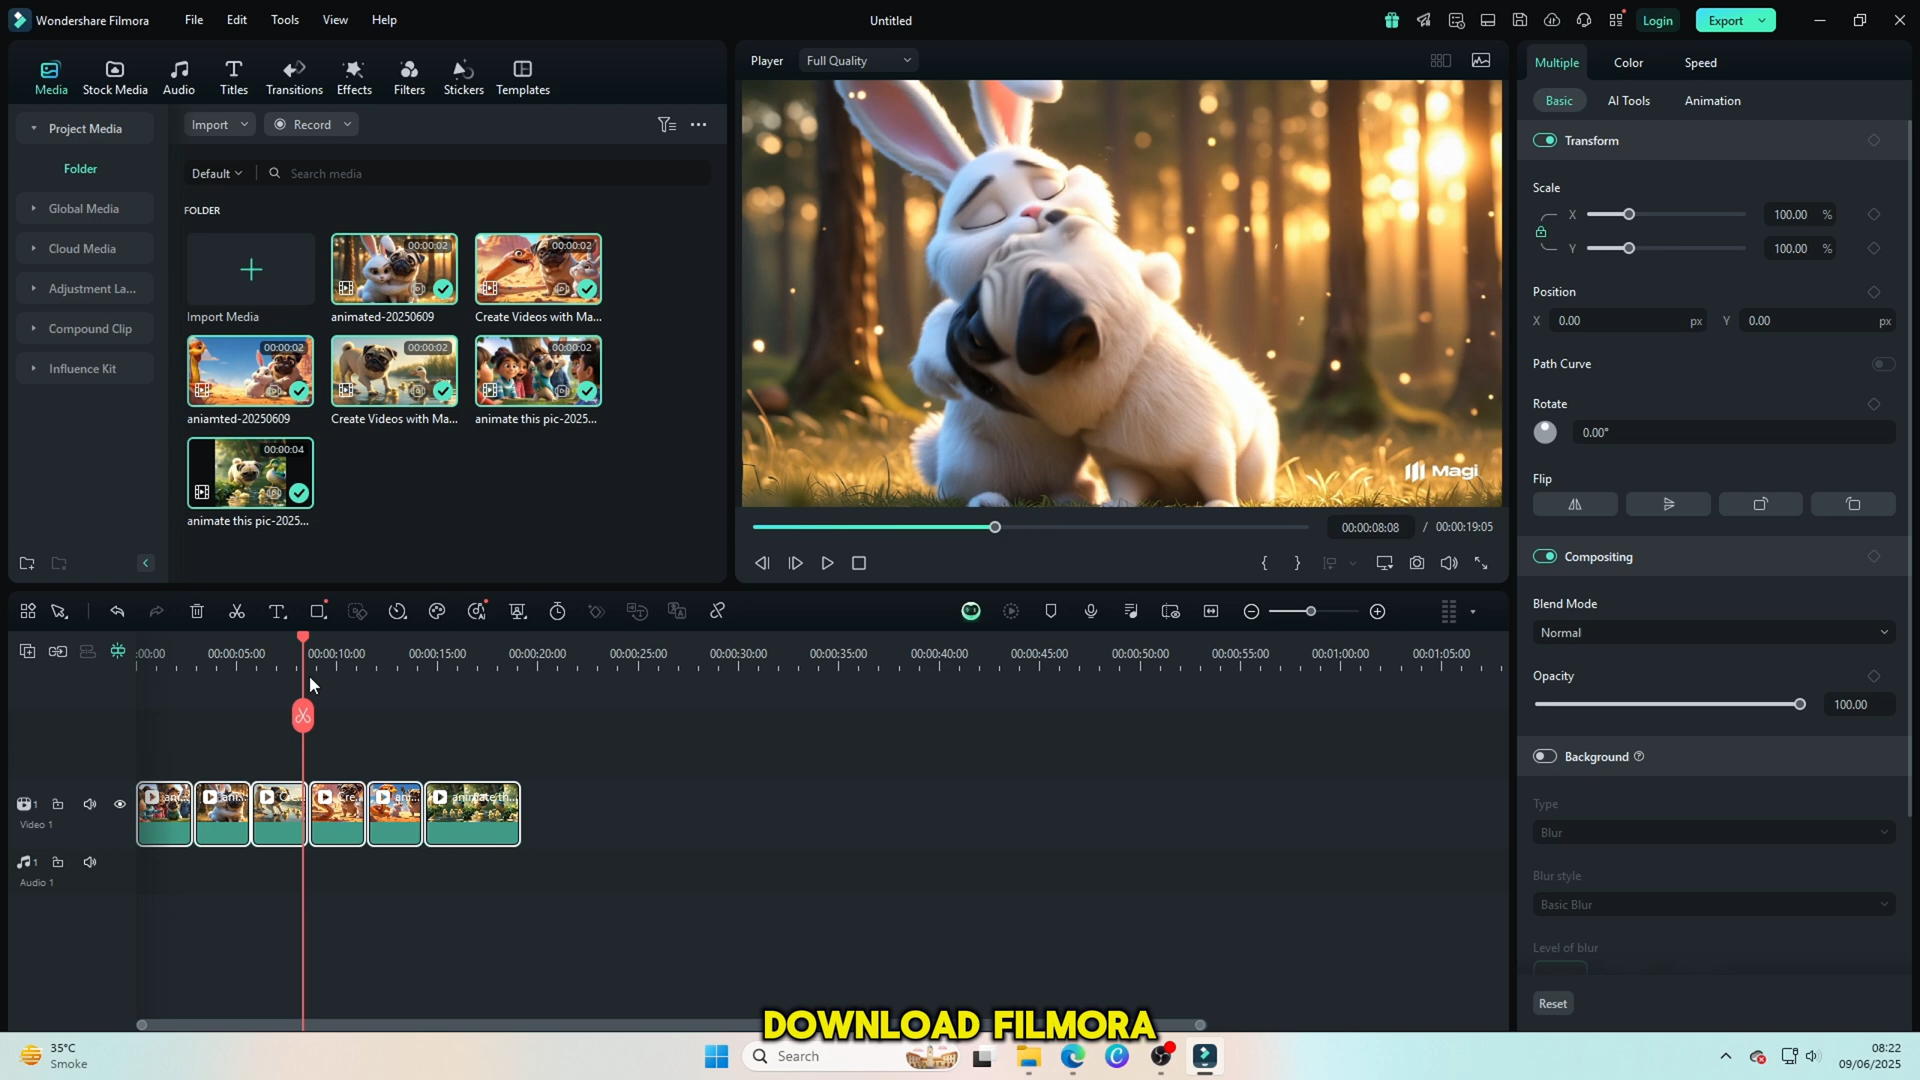 Wondershare Filmora
File
Edit
Tools
View
Help
Untitled
Login
Export
Media
Stock Media
Audio
Titles
Transitions
Effects
Filters
Stickers
Templates
Project Media
Folder
Global Media
Cloud Media
Adjustment La...
Compound Clip
Influence Kit
Import
Record
Default
Search media
FOLDER
Import Media
00:00:02
animated-20250609
00:00:02
Create Videos with Ma...
00:00:02
aniamted-20250609
00:00:02
Create Videos with Ma...
00:00:02
animate this pic-2025...
00:00:04
animate this pic-2025...
Player
Full Quality
Magi
00:00:08:08 / 00:00:19:05
Multiple
Color
Speed
Basic
AI Tools
Animation
Transform
Scale
X 100.00 %
Y 100.00 %
Position
X 0.00 px Y 0.00 px
Path Curve
Rotate
0.00°
Flip
Compositing
Blend Mode
Normal
Opacity
100.00
Background
Type
Blur
Blur style
Basic Blur
Level of blur
Reset
:00:00 00:00:05:00 00:00:10:00 00:00:15:00 00:00:20:00 00:00:25:00 00:00:30:00 00:00:35:00 00:00:40:00 00:00:45:00 00:00:50:00 00:00:55:00 00:01:00:00 00:01:05:00
ani... Cre... ani... animate th...
1
Video 1
1
Audio 1
DOWNLOAD FILMORA
35°C
Smoke
Search
08:22
09/06/2025